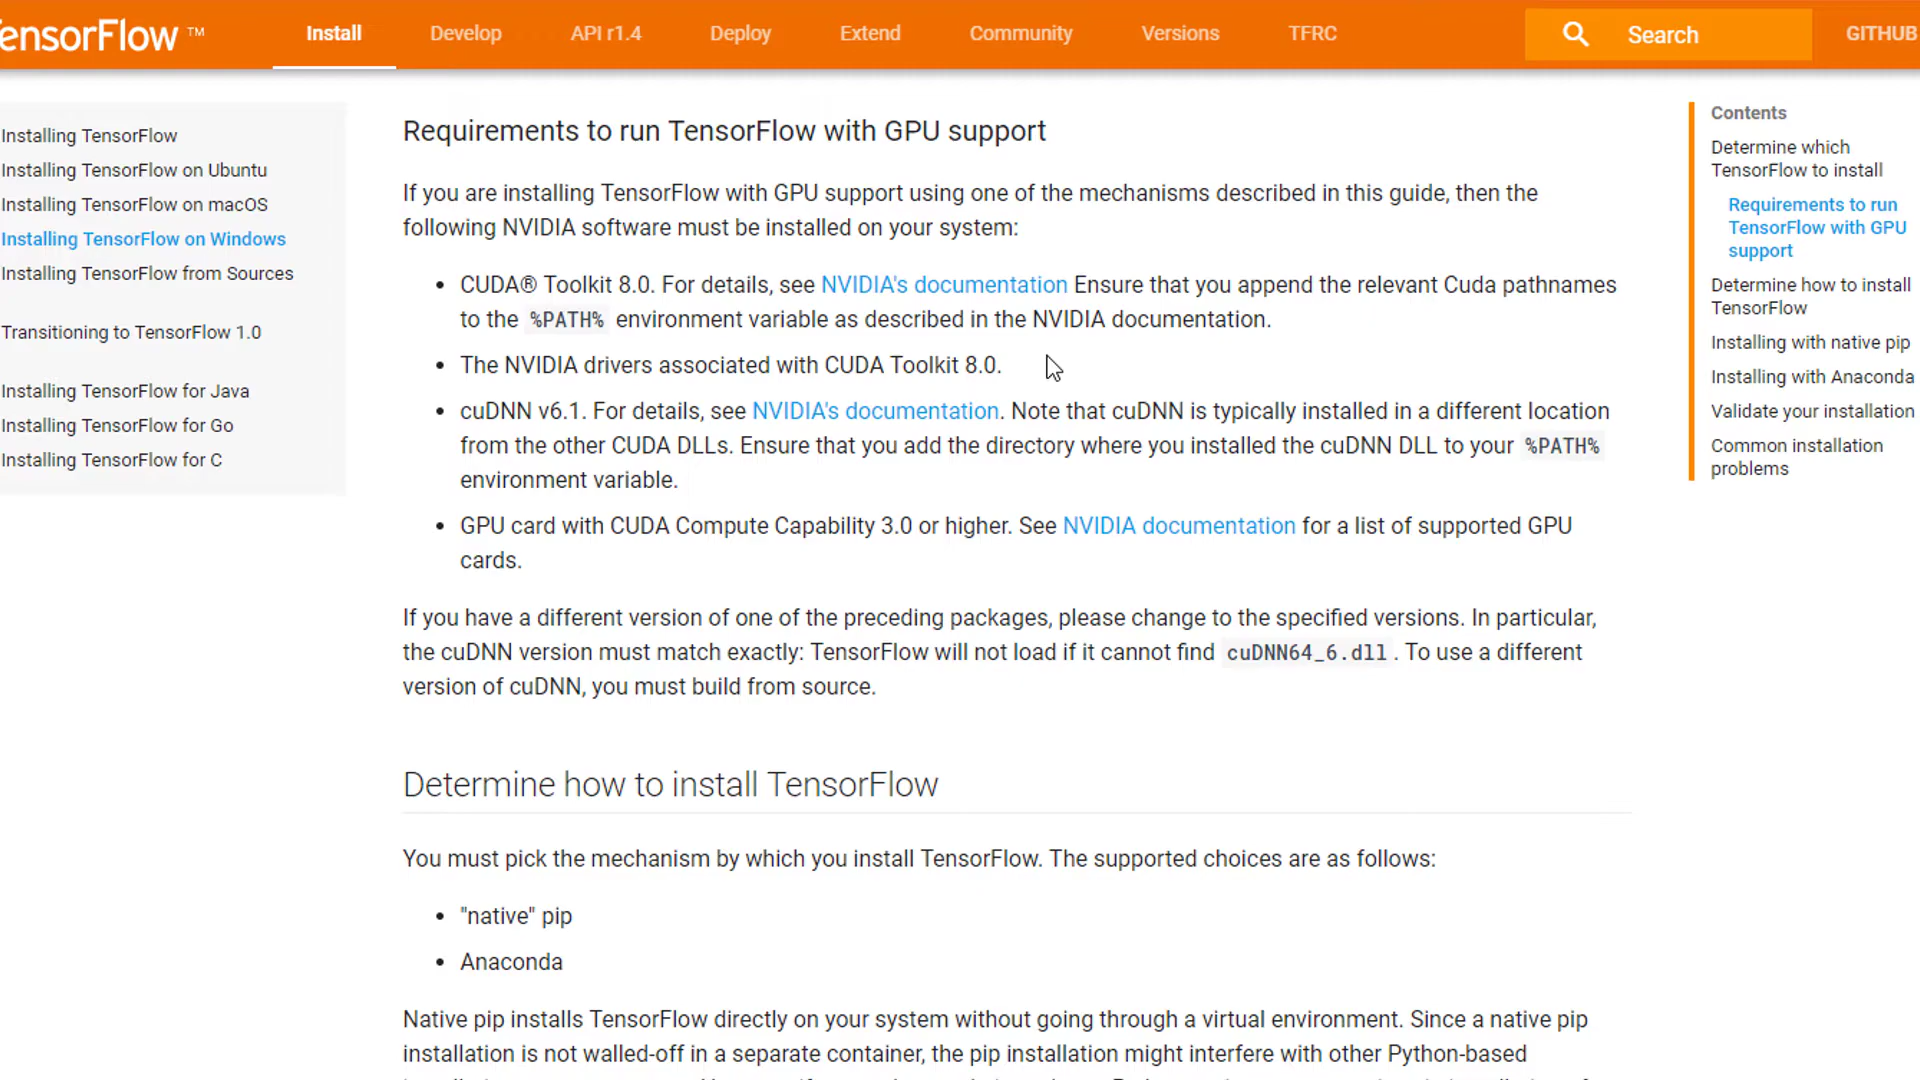 ensorFlow ™
Install
Develop
API r1.4
Deploy
Extend
Community
Versions
TFRC
Search
GITHUB
Installing TensorFlow
Installing TensorFlow on Ubuntu
Installing TensorFlow on macOS
Installing TensorFlow on Windows
Installing TensorFlow from Sources
Transitioning to TensorFlow 1.0
Installing TensorFlow for Java
Installing TensorFlow for Go
Installing TensorFlow for C
Requirements to run TensorFlow with GPU support
If you are installing TensorFlow with GPU support using one of the mechanisms described in this guide, then the
following NVIDIA software must be installed on your system:
• CUDA® Toolkit 8.0. For details, see NVIDIA's documentation Ensure that you append the relevant Cuda pathnames
to the %PATH% environment variable as described in the NVIDIA documentation.
• The NVIDIA drivers associated with CUDA Toolkit 8.0.
• cuDNN v6.1. For details, see NVIDIA's documentation. Note that cuDNN is typically installed in a different location
from the other CUDA DLLs. Ensure that you add the directory where you installed the cuDNN DLL to your %PATH%
environment variable.
• GPU card with CUDA Compute Capability 3.0 or higher. See NVIDIA documentation for a list of supported GPU
cards.
If you have a different version of one of the preceding packages, please change to the specified versions. In particular,
the cuDNN version must match exactly: TensorFlow will not load if it cannot find cuDNN64_6.dll. To use a different
version of cuDNN, you must build from source.
Determine how to install TensorFlow
You must pick the mechanism by which you install TensorFlow. The supported choices are as follows:
• "native" pip
• Anaconda
Native pip installs TensorFlow directly on your system without going through a virtual environment. Since a native pip
installation is not walled-off in a separate container, the pip installation might interfere with other Python-based
Contents
Determine which
TensorFlow to install
Requirements to run
TensorFlow with GPU
support
Determine how to install
TensorFlow
Installing with native pip
Installing with Anaconda
Validate your installation
Common installation
problems